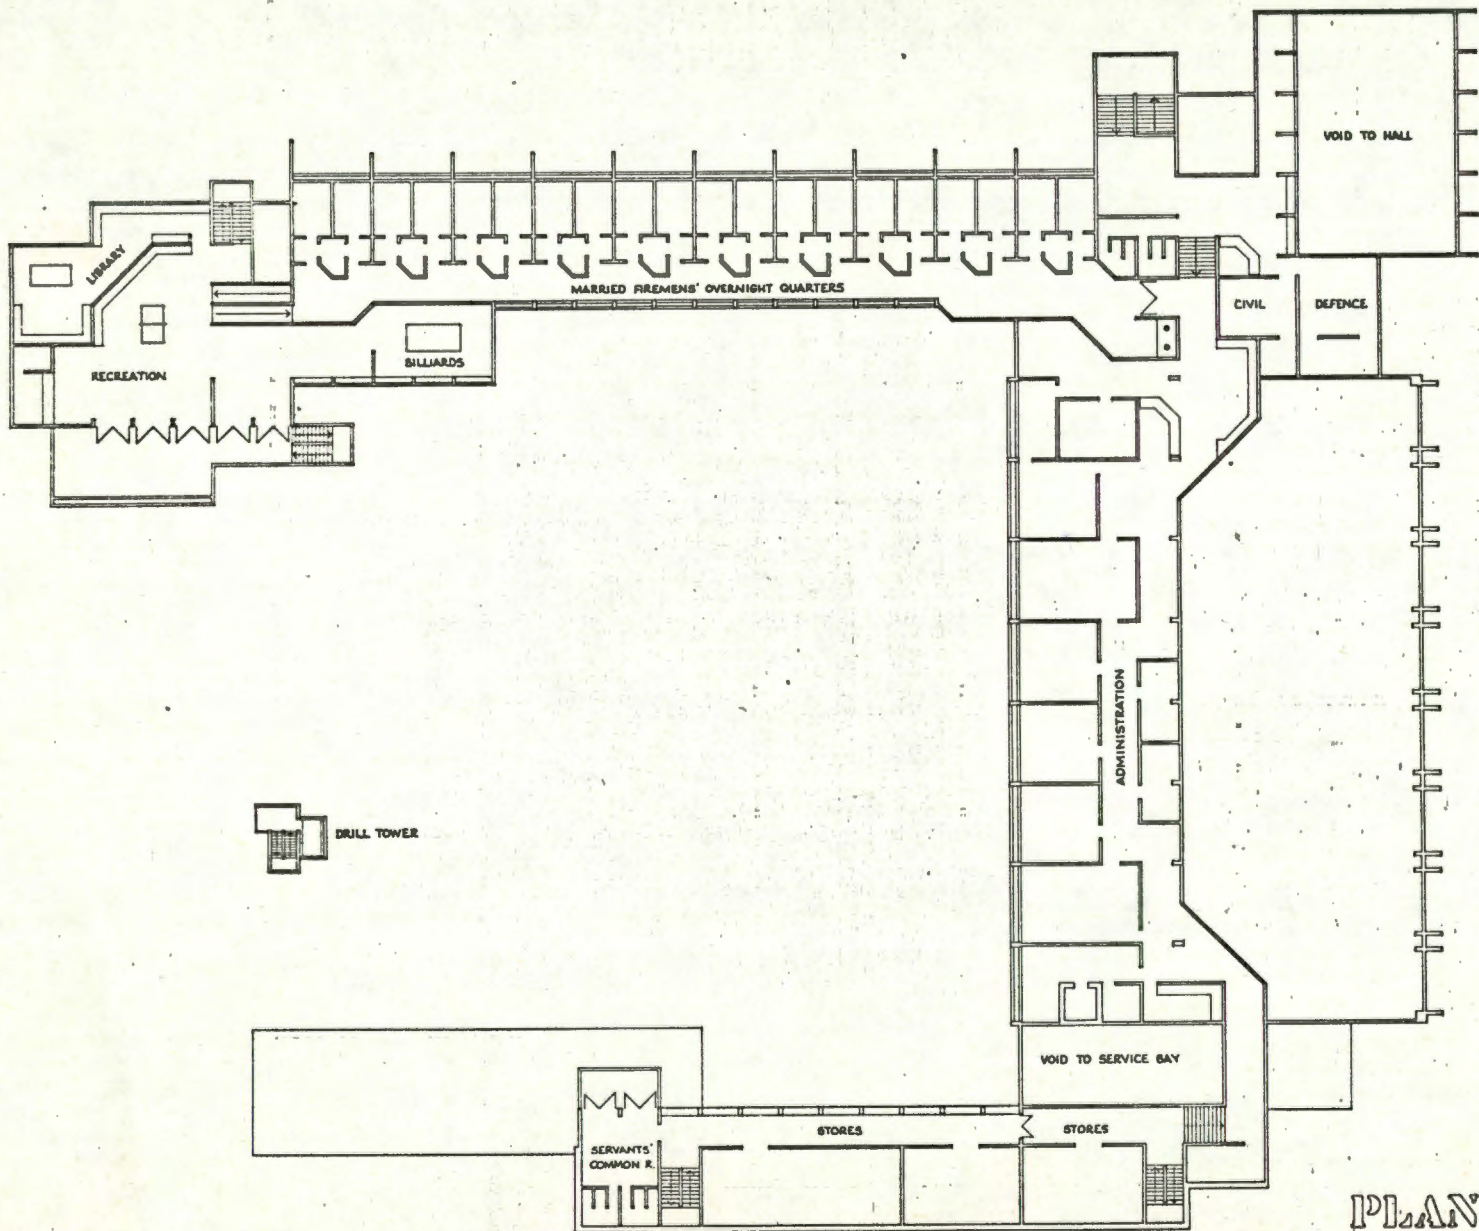 VOID TO HALL
LIBRARY
MARRIED FIREMENS' OVERNIGHT QUARTERS
CIVIL DEFENCE
BILLIARDS
RECREATION
ADMINISTRATION
DRILL TOWER
VOID TO SERVICE BAY
STORES
STORES
SERVANTS'
COMMON R.
PLAN